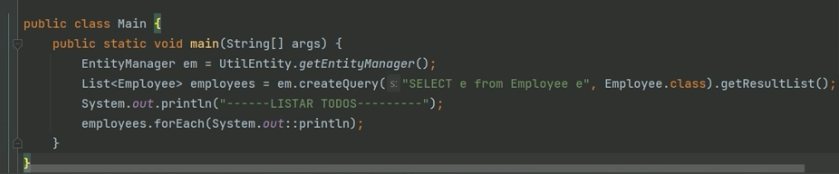 public class Main {
public static void main(String[] args) {
EntityManager em = UtilEntity.getEntityManager();
List<Employee> employees = em.createQuery( s: "SELECT e from Employee e", Employee.class).getResultList();
System.out.println("------LISTAR TODOS---------");
employees.forEach(System.out::println);
}
}